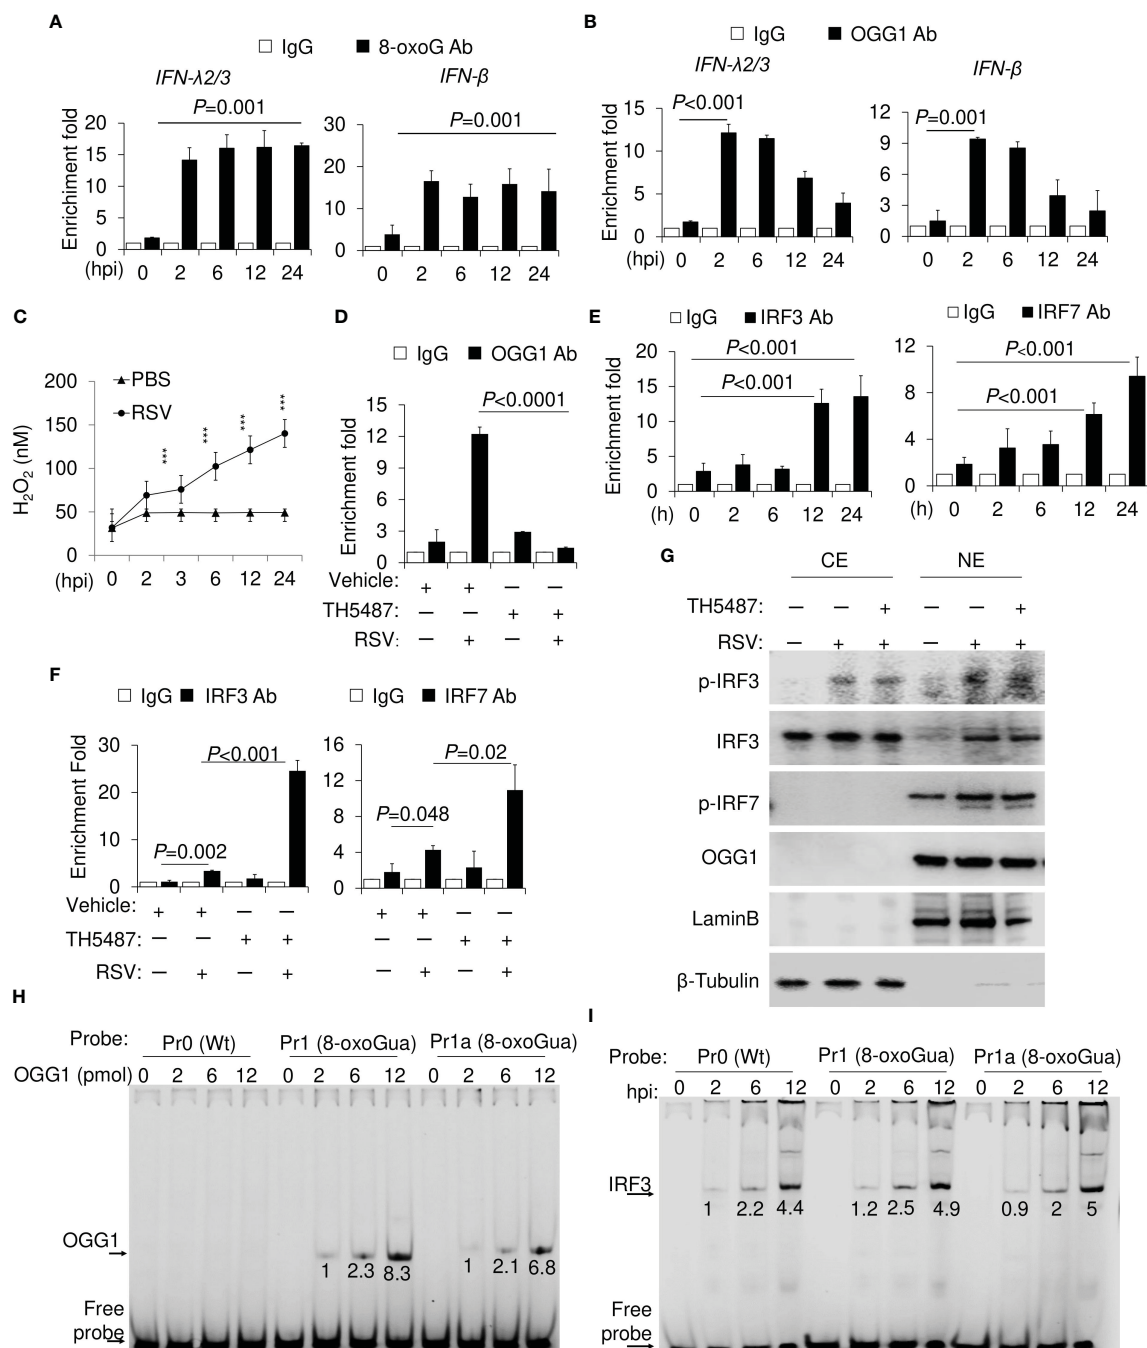 A
IgG 8-oxoG Ab
IFN-λ2/3 IFN-β
P=0.001
P=0.001
Enrichiment fold
20
15
10
5
0
30
20
10
0
(hpi) 0 2 6 12 24
0 2 6 12 24
B
IgG OGG1 Ab
IFN-λ2/3 IFN-β
P<0.001
P=0.001
Enrichment fold
15
10
5
0
12
9
6
3
0
(hpi) 0 2 6 12 24
0 2 6 12 24
C
PBS
RSV
H2O2 (nM)
200
150
100
50
0
*** *** *** ***
(hpi) 0 2 3 6 12 24
D
IgG OGG1 Ab
P<0.0001
Enrichment fold
15
12
9
6
3
0
Vehicle: + + — —
TH5487: — — + +
RSV: — + — +
E
IgG IRF3 Ab
IgG IRF7 Ab
P<0.001
P<0.001
P<0.001
P<0.001
Enrichment fold
20
15
10
5
0
12
8
4
0
(h) 0 2 6 12 24
0 2 6 12 24
F
IgG IRF3 Ab
IgG IRF7 Ab
P<0.001
P=0.002
P=0.02
P=0.048
Enrichment Fold
30
20
10
0
16
12
8
4
0
Vehicle: + + — — + + — —
TH5487: — — + + — — + +
RSV: — + — + — + — +
G
CE NE
TH5487: — — + — — +
RSV: — + + — + +
p-IRF3
IRF3
p-IRF7
OGG1
LaminB
β-Tubulin
H
Probe: Pr0 (Wt) Pr1 (8-oxoGua) Pr1a (8-oxoGua)
OGG1 (pmol) 0 2 6 12 0 2 6 12 0 2 6 12
OGG1
1 2.3 8.3 1 2.1 6.8
Free
probe
I
Probe: Pr0 (Wt) Pr1 (8-oxoGua) Pr1a (8-oxoGua)
hpi: 0 2 6 12 0 2 6 12 0 2 6 12
IRF3
1 2.2 4.4 1.2 2.5 4.9 0.9 2 5
Free
probe